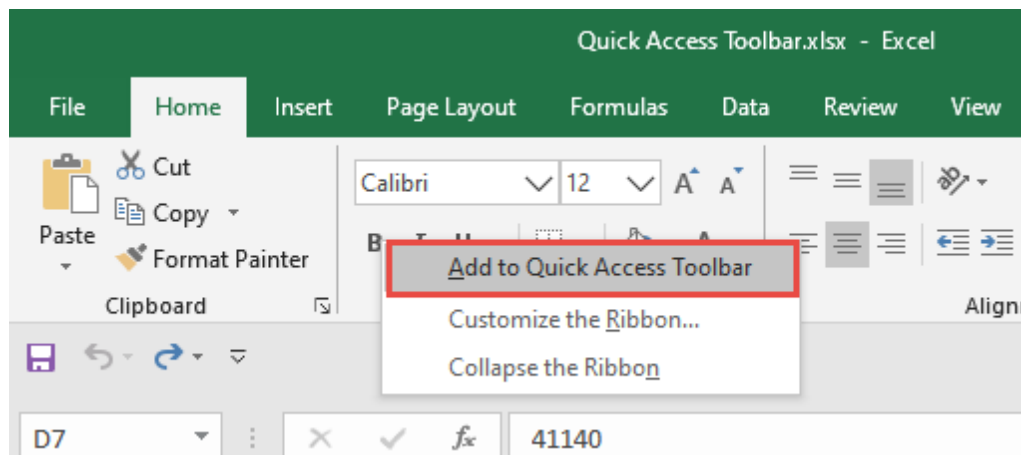 Quick Access Toolbar.xlsx - Excel
File Home Insert Page Layout Formulas Data Review View
Cut
Calibri 12 A A
Copy
Paste
Format Painter
B
Add to Quick Access Toolbar
Clipboard
Customize the Ribbon...
Collapse the Ribbon
D7 fx 41140